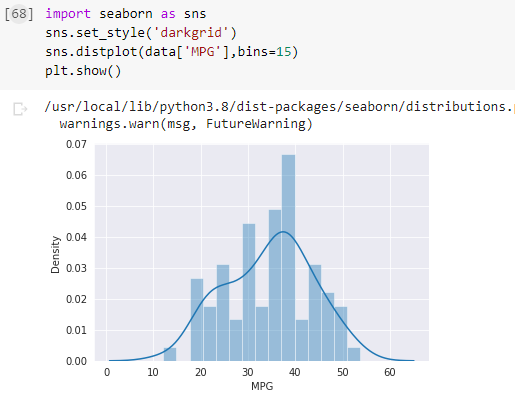 [68] import seaborn as sns
sns.set_style('darkgrid')
sns.distplot(data['MPG'],bins=15)
plt.show()
/usr/local/lib/python3.8/dist-packages/seaborn/distributions.
warnings.warn(msg, FutureWarning)
0.07
0.06
0.05
0.04
0.03
0.02
0.01
0.00
Density
0 10 20 30 40 50 60
MPG